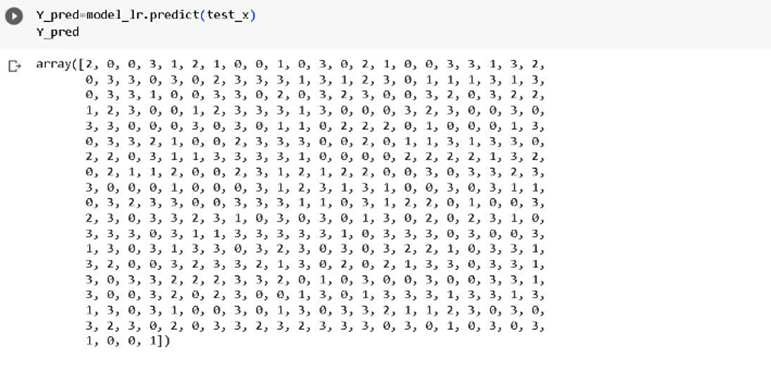 Y_pred=model_lr.predict(test_x)
Y_pred
array([2, 0, 0, 3, 1, 2, 1, 0, 0, 1, 0, 3, 0, 2, 1, 0, 0, 3, 3, 1, 3, 2,
0, 3, 3, 0, 3, 0, 2, 3, 3, 3, 1, 3, 1, 2, 3, 0, 1, 1, 1, 3, 1, 3,
0, 3, 3, 1, 0, 0, 3, 3, 0, 2, 0, 3, 2, 3, 0, 0, 3, 2, 0, 3, 2, 2,
1, 2, 3, 0, 0, 1, 2, 3, 3, 3, 1, 3, 0, 0, 0, 3, 2, 3, 0, 0, 3, 0,
3, 3, 0, 0, 0, 3, 0, 3, 0, 1, 1, 0, 2, 2, 2, 0, 1, 0, 0, 0, 1, 3,
0, 3, 3, 2, 1, 0, 0, 2, 3, 3, 3, 0, 0, 2, 0, 1, 1, 3, 1, 3, 3, 0,
2, 2, 0, 3, 1, 1, 3, 3, 3, 3, 1, 0, 0, 0, 0, 2, 2, 2, 2, 1, 3, 2,
0, 2, 1, 1, 2, 0, 0, 2, 3, 1, 2, 1, 2, 2, 0, 0, 3, 0, 3, 3, 2, 3,
3, 0, 0, 0, 1, 0, 0, 0, 3, 1, 2, 3, 1, 3, 1, 0, 0, 3, 0, 3, 1, 1,
0, 3, 2, 3, 3, 0, 0, 3, 3, 3, 1, 1, 0, 3, 1, 2, 2, 0, 1, 0, 0, 3,
2, 3, 0, 3, 3, 2, 3, 1, 0, 3, 0, 3, 0, 1, 3, 0, 2, 0, 2, 3, 1, 0,
3, 3, 3, 0, 3, 1, 1, 3, 3, 3, 3, 3, 1, 0, 3, 3, 3, 0, 3, 0, 0, 3,
1, 3, 0, 3, 1, 3, 3, 0, 3, 2, 3, 0, 3, 0, 3, 2, 2, 1, 0, 3, 3, 1,
3, 2, 0, 0, 3, 2, 3, 3, 2, 1, 3, 0, 2, 0, 2, 1, 3, 3, 0, 3, 3, 1,
3, 0, 3, 3, 2, 2, 2, 3, 3, 2, 0, 1, 0, 3, 0, 0, 3, 0, 0, 3, 3, 1,
3, 0, 0, 3, 2, 0, 2, 3, 0, 0, 1, 3, 0, 1, 3, 3, 3, 1, 3, 3, 1, 3,
1, 3, 0, 3, 1, 0, 0, 3, 0, 1, 3, 0, 3, 3, 2, 1, 1, 2, 3, 0, 3, 0,
3, 2, 3, 0, 2, 0, 3, 3, 2, 3, 2, 3, 3, 3, 0, 3, 0, 1, 0, 3, 0, 3,
1, 0, 0, 1])